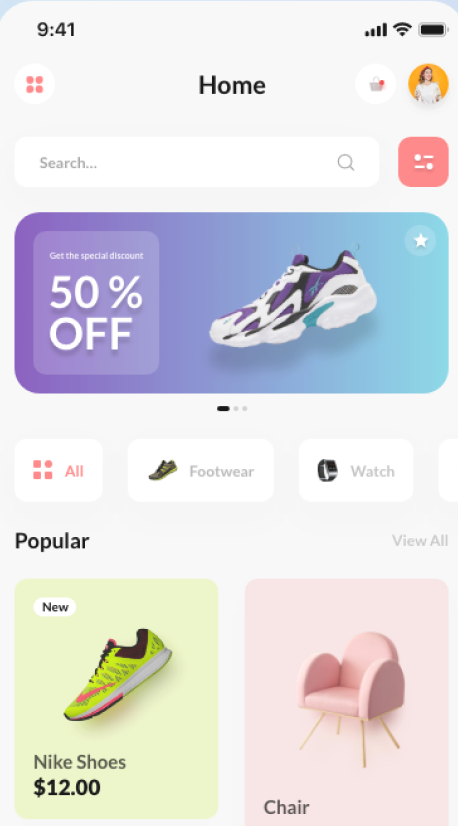 9:41
Home
Search...
Get the special discount
50 %
OFF
All
Footwear
Watch
Popular
View All
New
Nike Shoes
$12.00
Chair